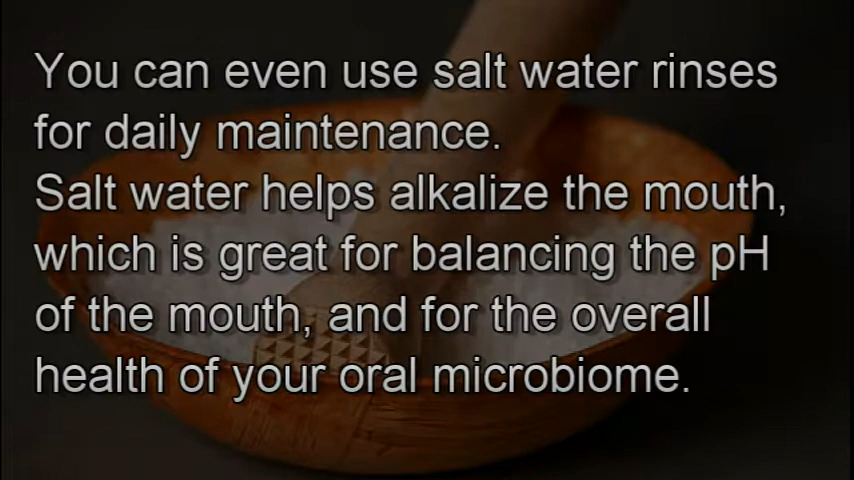 You can even use salt water rinses
for daily maintenance.
Salt water helps alkalize the mouth,
which is great for balancing the pH
of the mouth, and for the overall
health of your oral microbiome.